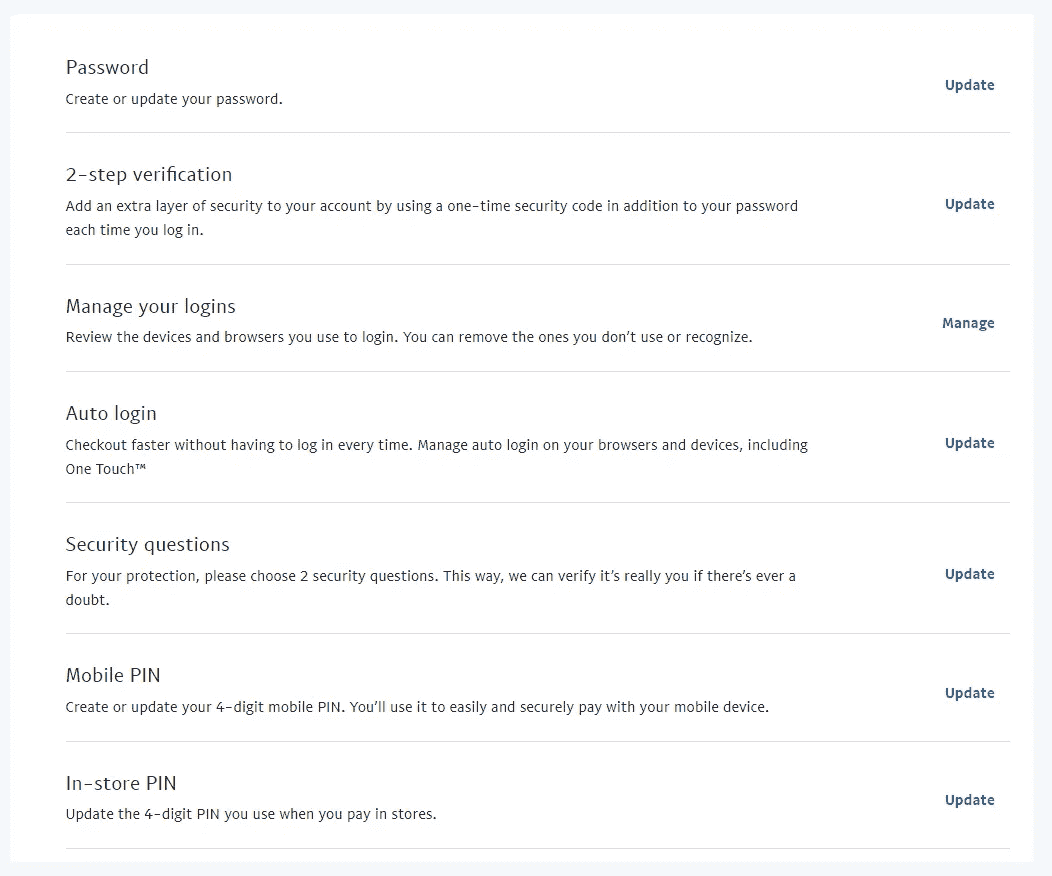 Password
Create or update your password.
Update
2-step verification
Add an extra layer of security to your account by using a one-time security code in addition to your password
each time you log in.
Update
Manage your logins
Review the devices and browsers you use to login. You can remove the ones you don’t use or recognize.
Manage
Auto login
Checkout faster without having to log in every time. Manage auto login on your browsers and devices, including
One Touch™
Update
Security questions
For your protection, please choose 2 security questions. This way, we can verify it’s really you if there’s ever a
doubt.
Update
Mobile PIN
Create or update your 4-digit mobile PIN. You’ll use it to easily and securely pay with your mobile device.
Update
In-store PIN
Update the 4-digit PIN you use when you pay in stores.
Update